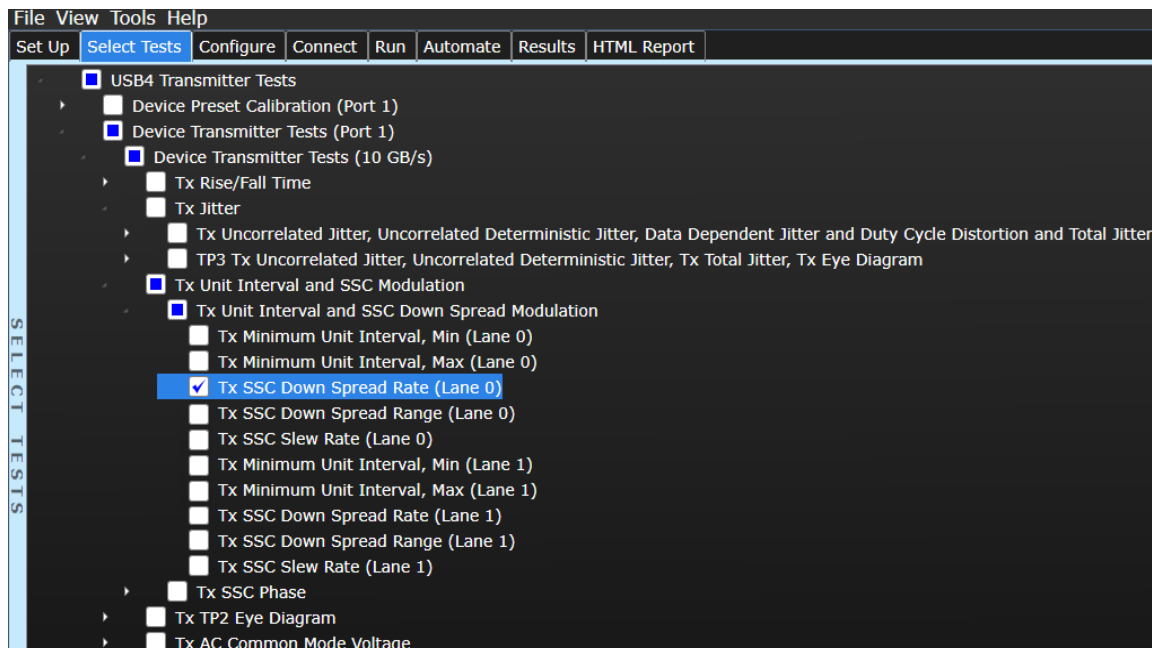 File View Tools Help
Set Up Select Tests Configure Connect Run Automate Results HTML Report
USB4 Transmitter Tests
Device Preset Calibration (Port 1)
Device Transmitter Tests (Port 1)
Device Transmitter Tests (10 GB/s)
Tx Rise/Fall Time
Tx Jitter
Tx Uncorrelated Jitter, Uncorrelated Deterministic Jitter, Data Dependent Jitter and Duty Cycle Distortion and Total Jitter
TP3 Tx Uncorrelated Jitter, Uncorrelated Deterministic Jitter, Tx Total Jitter, Tx Eye Diagram
Tx Unit Interval and SSC Modulation
Tx Unit Interval and SSC Down Spread Modulation
Tx Minimum Unit Interval, Min (Lane 0)
Tx Minimum Unit Interval, Max (Lane 0)
Tx SSC Down Spread Rate (Lane 0)
Tx SSC Down Spread Range (Lane 0)
Tx SSC Slew Rate (Lane 0)
Tx Minimum Unit Interval, Min (Lane 1)
Tx Minimum Unit Interval, Max (Lane 1)
Tx SSC Down Spread Rate (Lane 1)
Tx SSC Down Spread Range (Lane 1)
Tx SSC Slew Rate (Lane 1)
Tx SSC Phase
Tx TP2 Eye Diagram
Tx AC Common Mode Voltage
SELECT TESTS